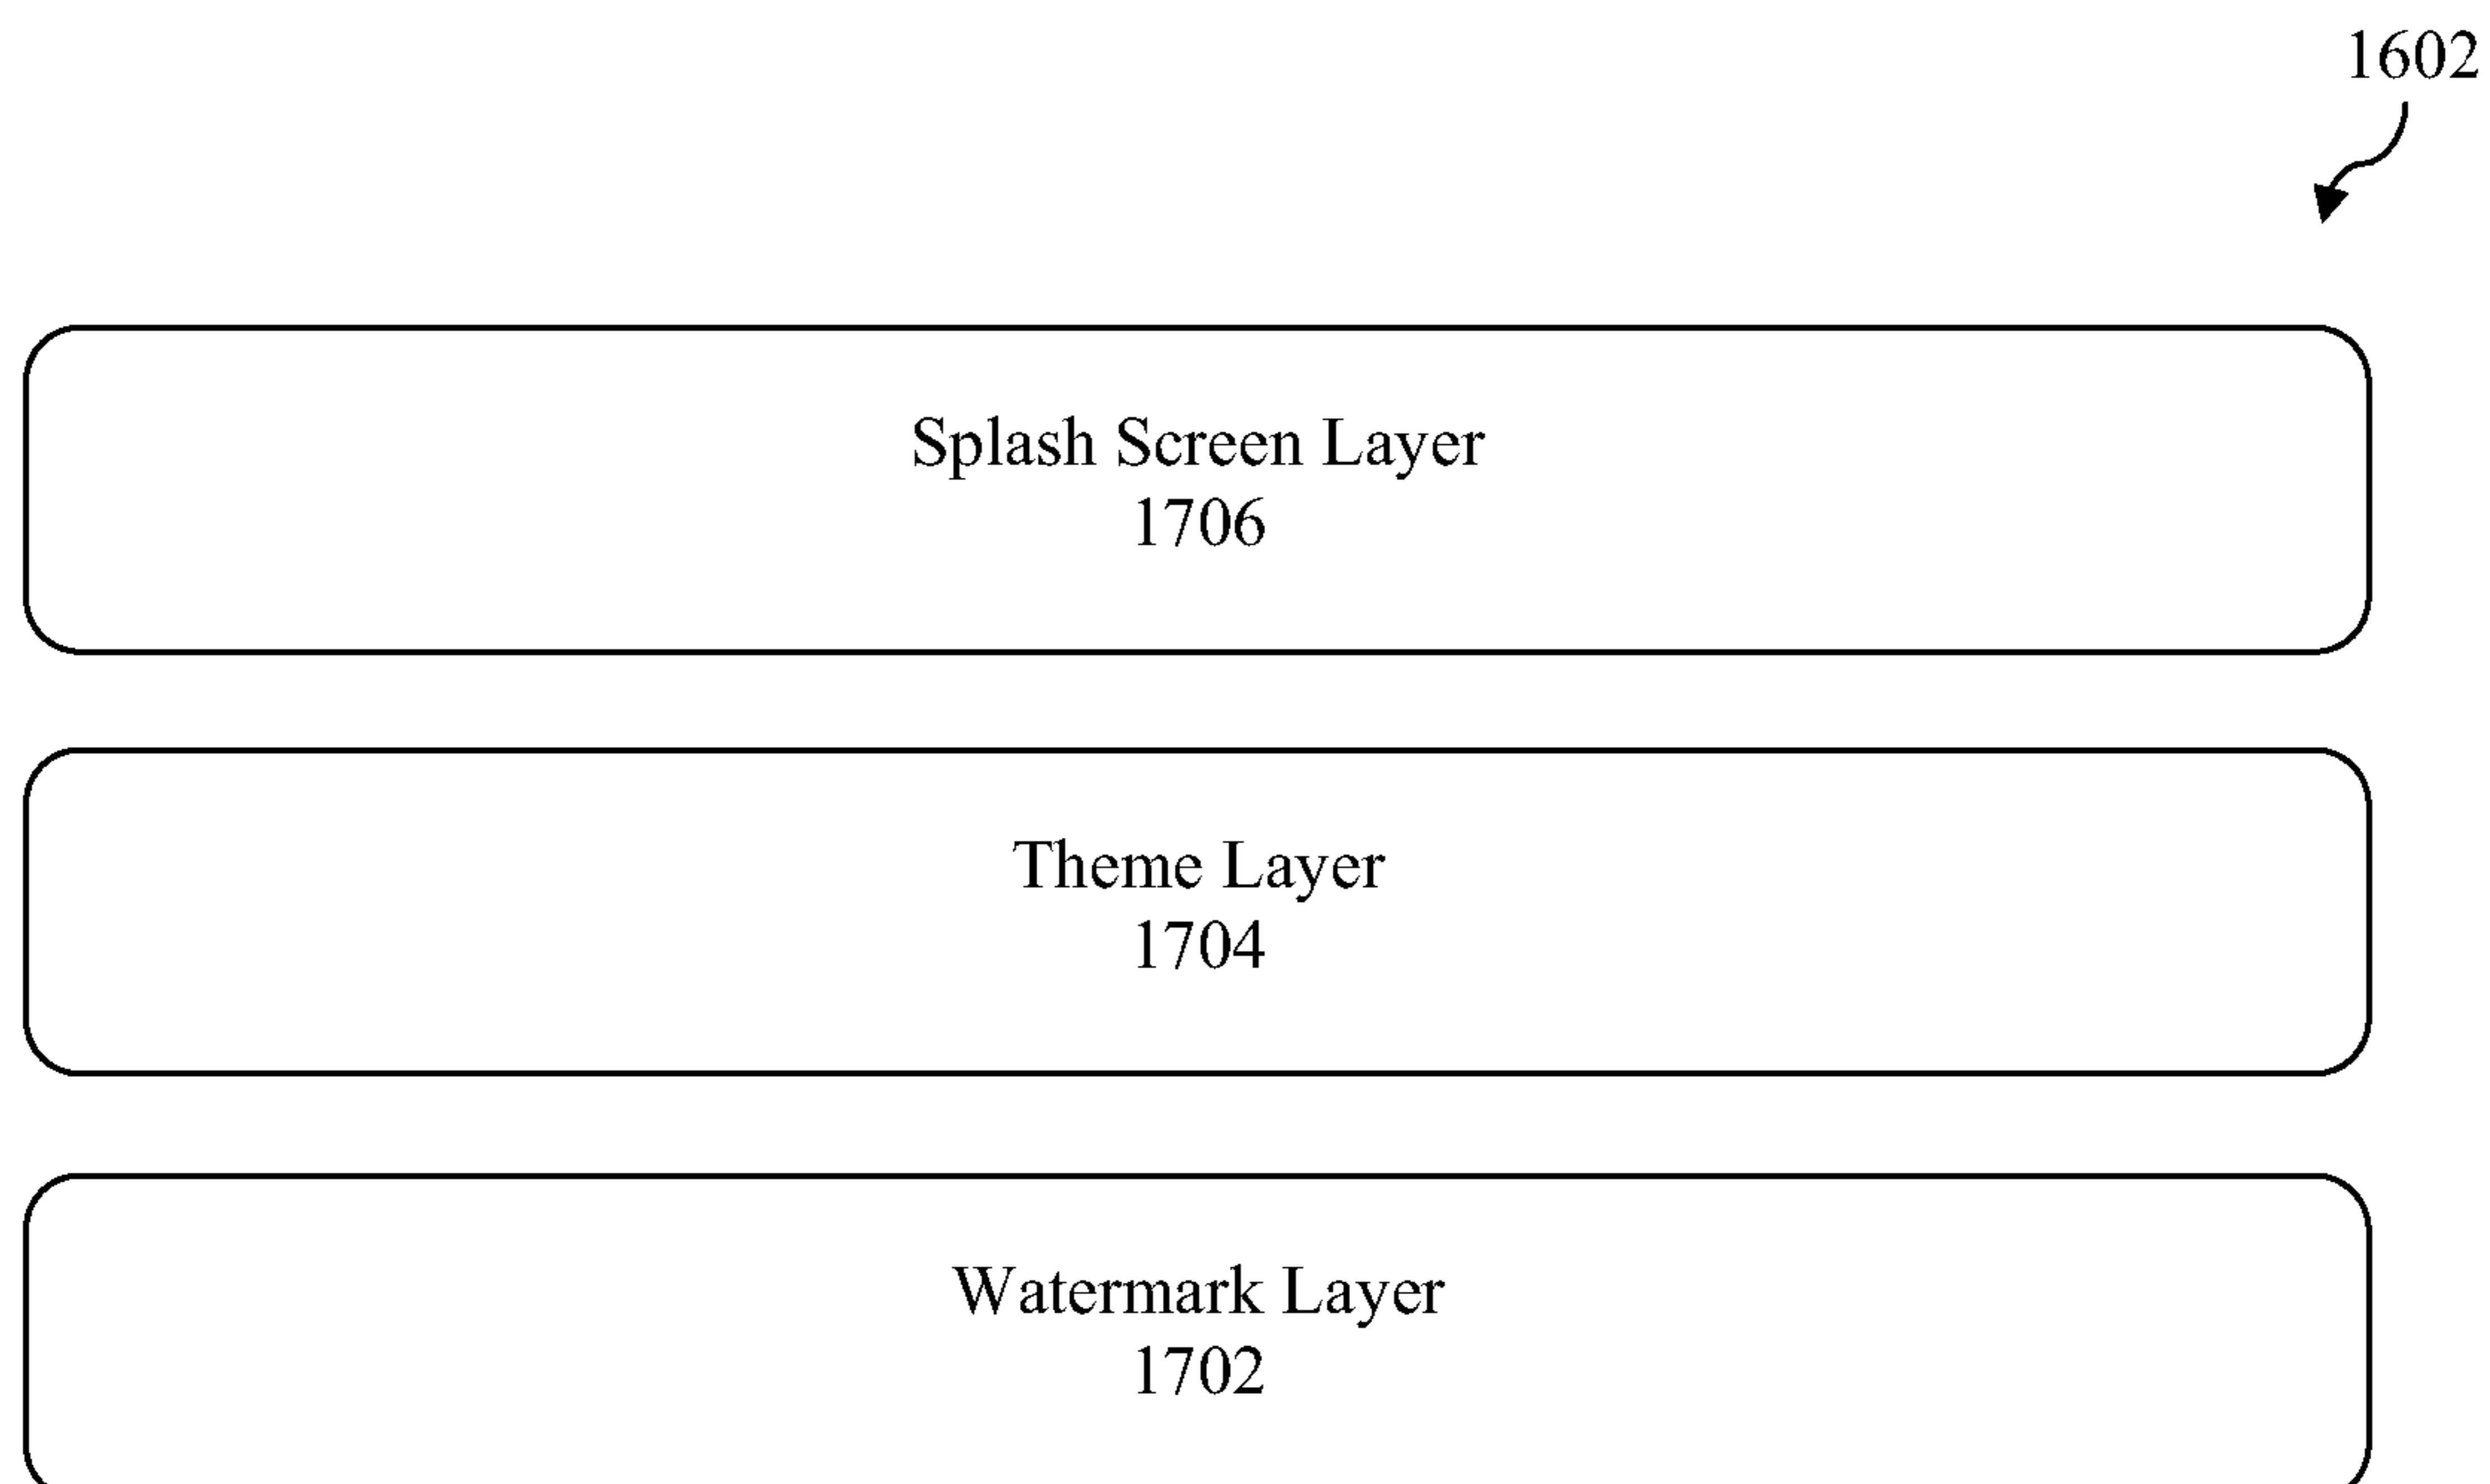 1602
Splash Screen Layer
1706
Theme Layer
1704
Watermark Layer
1702